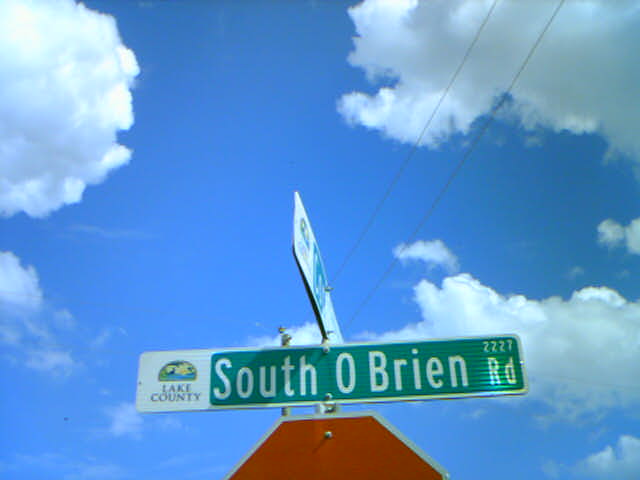 LAKE
COUNTY
South O Brien Rd
2227